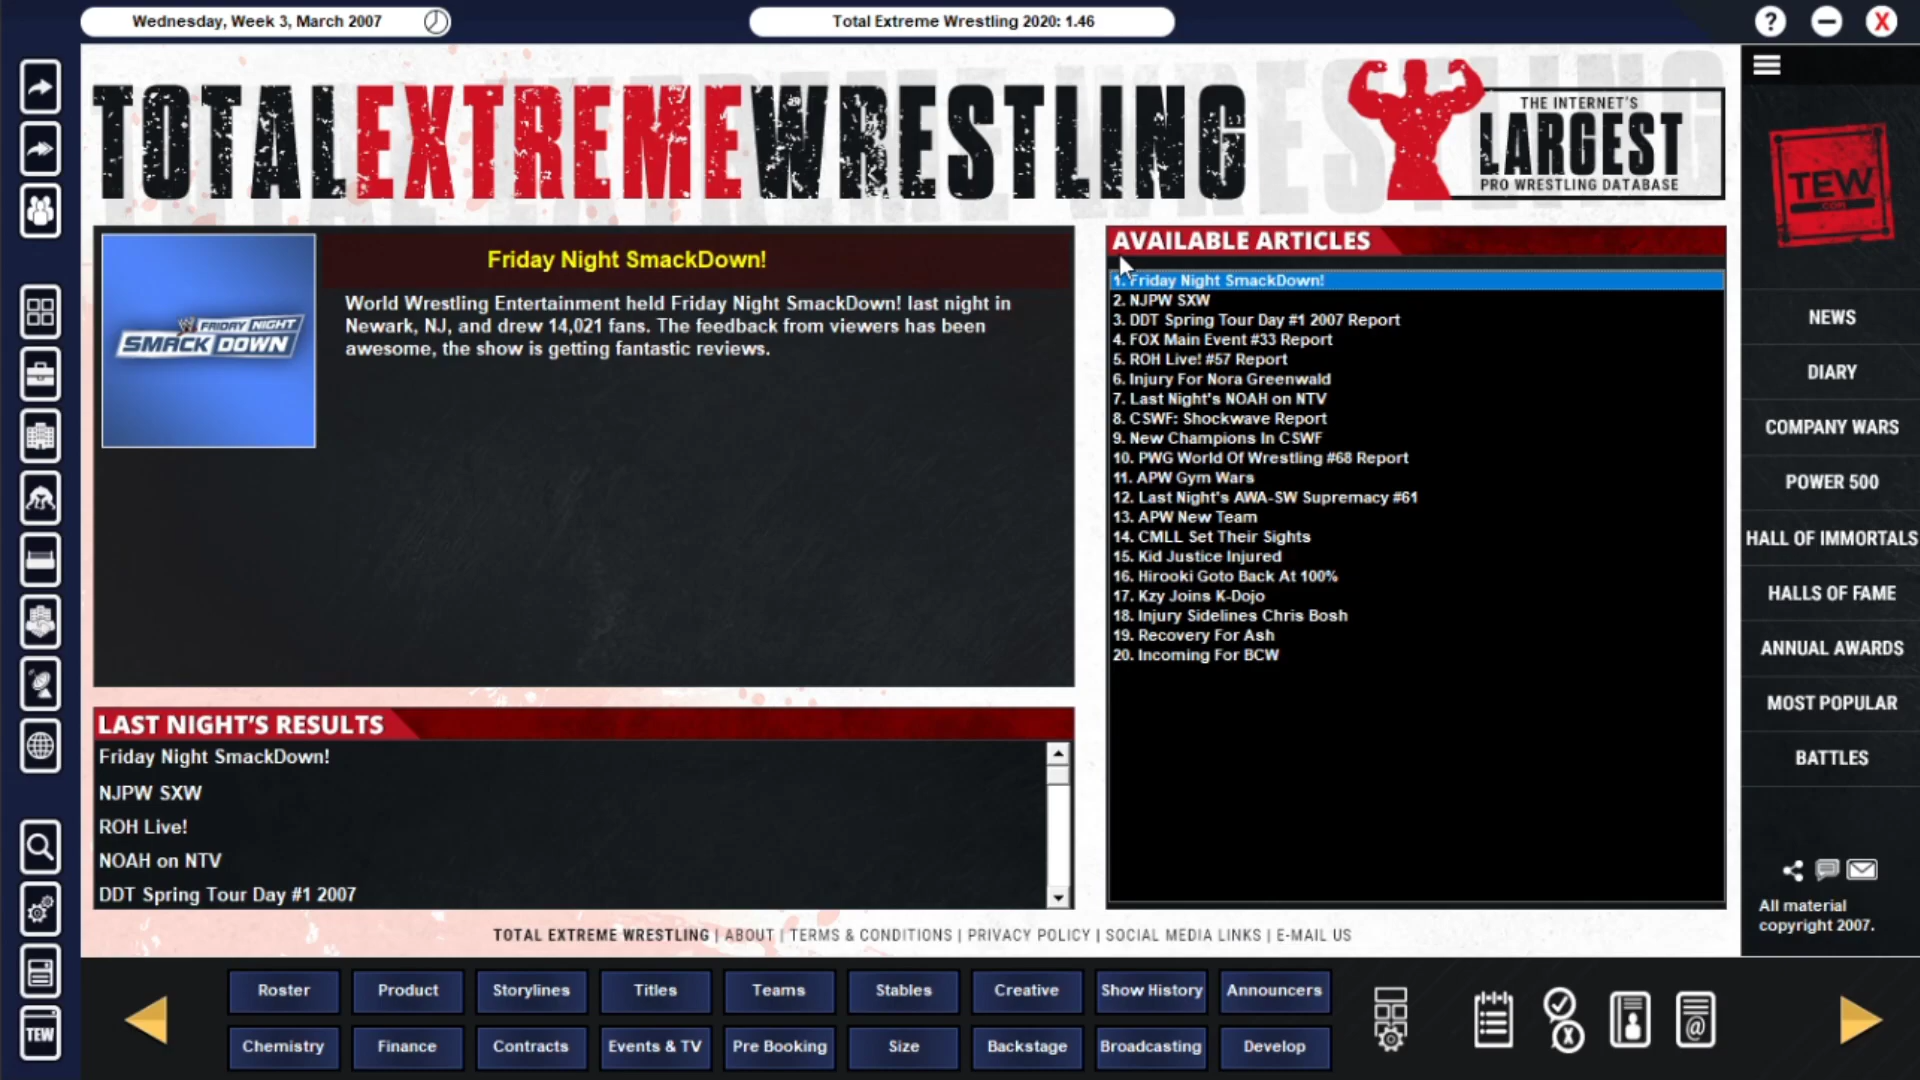 Wednesday, Week 3, March 2007
Total Extreme Wrestling 2020: 1.46
?
X
TOTALEXTREMEWRESTLING
THE INTERNET'S
LARGEST
PRO WRESTLING DATABASE
TEW
.COM
FRIDAY NIGHT
SMACK DOWN
Friday Night SmackDown!
World Wrestling Entertainment held Friday Night SmackDown! last night in
Newark, NJ, and drew 14,021 fans. The feedback from viewers has been
awesome, the show is getting fantastic reviews.
AVAILABLE ARTICLES
1. Friday Night SmackDown!
2. NJPW SXW
3. DDT Spring Tour Day #1 2007 Report
4. FOX Main Event #33 Report
5. ROH Live! #57 Report
6. Injury For Nora Greenwald
7. Last Night's NOAH on NTV
8. CSWF: Shockwave Report
9. New Champions In CSWF
10. PWG World Of Wrestling #68 Report
11. APW Gym Wars
12. Last Night's AWA-SW Supremacy #61
13. APW New Team
14. CMLL Set Their Sights
15. Kid Justice Injured
16. Hirooki Goto Back At 100%
17. Kzy Joins K-Dojo
18. Injury Sidelines Chris Bosh
19. Recovery For Ash
20. Incoming For BCW
NEWS
DIARY
COMPANY WARS
POWER 500
HALL OF IMMORTALS
HALLS OF FAME
ANNUAL AWARDS
MOST POPULAR
BATTLES
All material
copyright 2007.
LAST NIGHT'S RESULTS
Friday Night SmackDown!
NJPW SXW
ROH Live!
NOAH on NTV
DDT Spring Tour Day #1 2007
TOTAL EXTREME WRESTLING | ABOUT | TERMS & CONDITIONS | PRIVACY POLICY | SOCIAL MEDIA LINKS | E-MAIL US
TEW
Roster
Product
Storylines
Titles
Teams
Stables
Creative
Show History
Announcers
Chemistry
Finance
Contracts
Events & TV
Pre Booking
Size
Backstage
Broadcasting
Develop